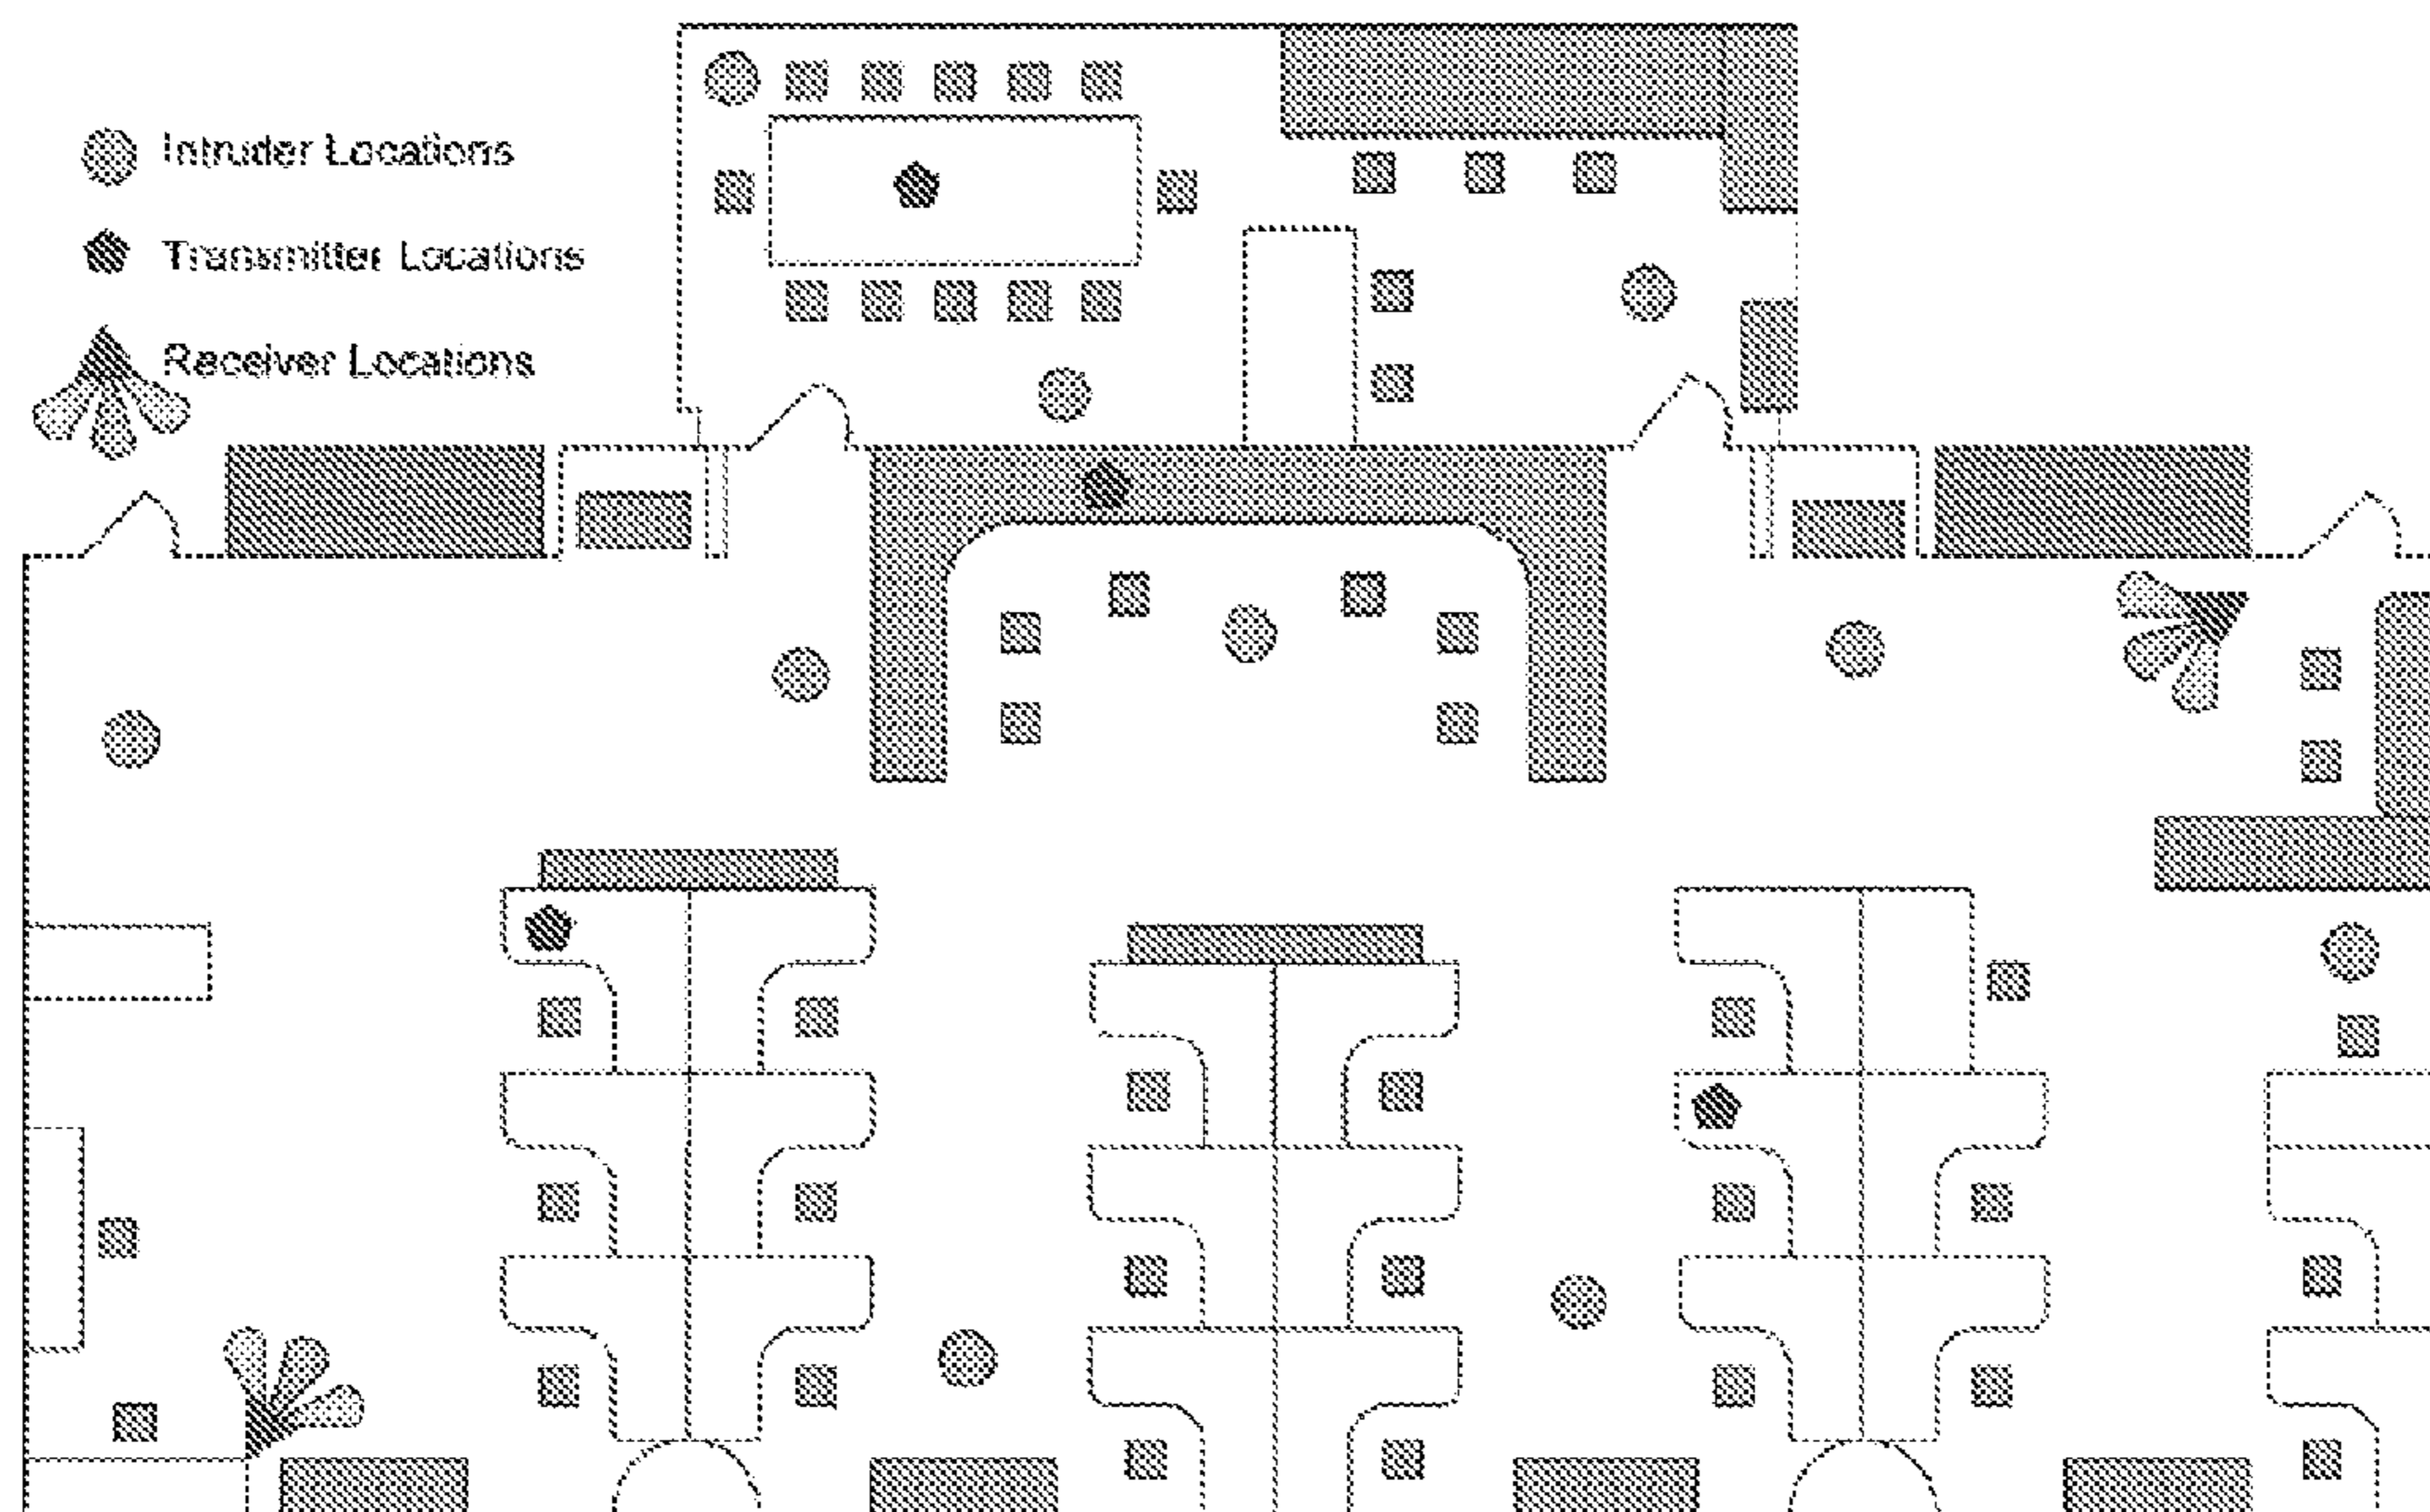 Intruder Locations
Transmitter Locations
Receiver Locations